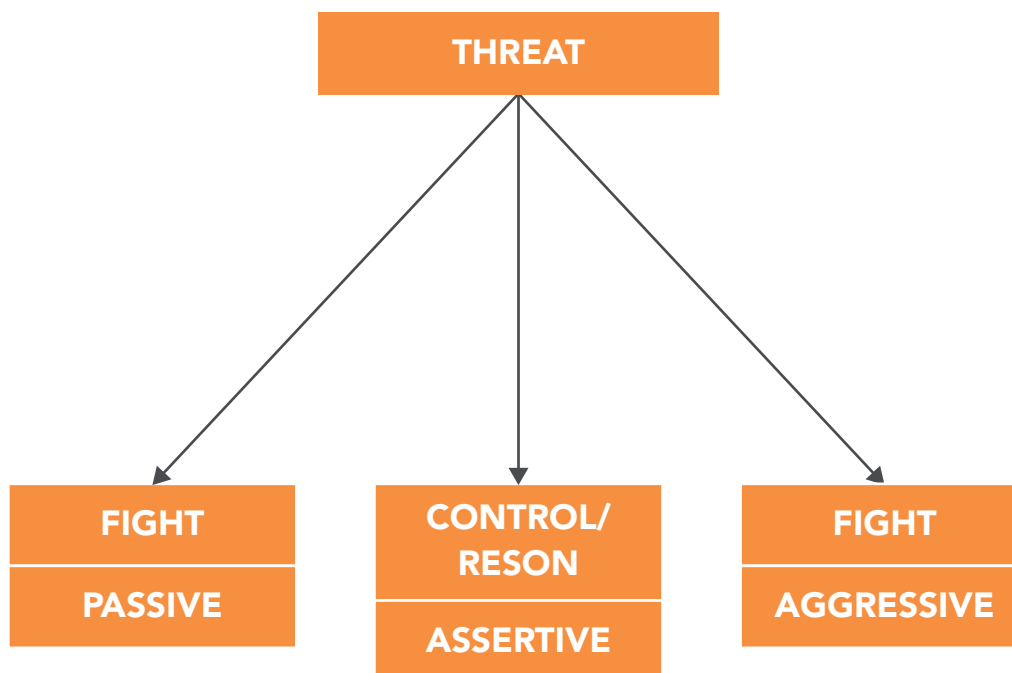 THREAT
FIGHT
PASSIVE
CONTROL/
RESON
ASSERTIVE
FIGHT
AGGRESSIVE